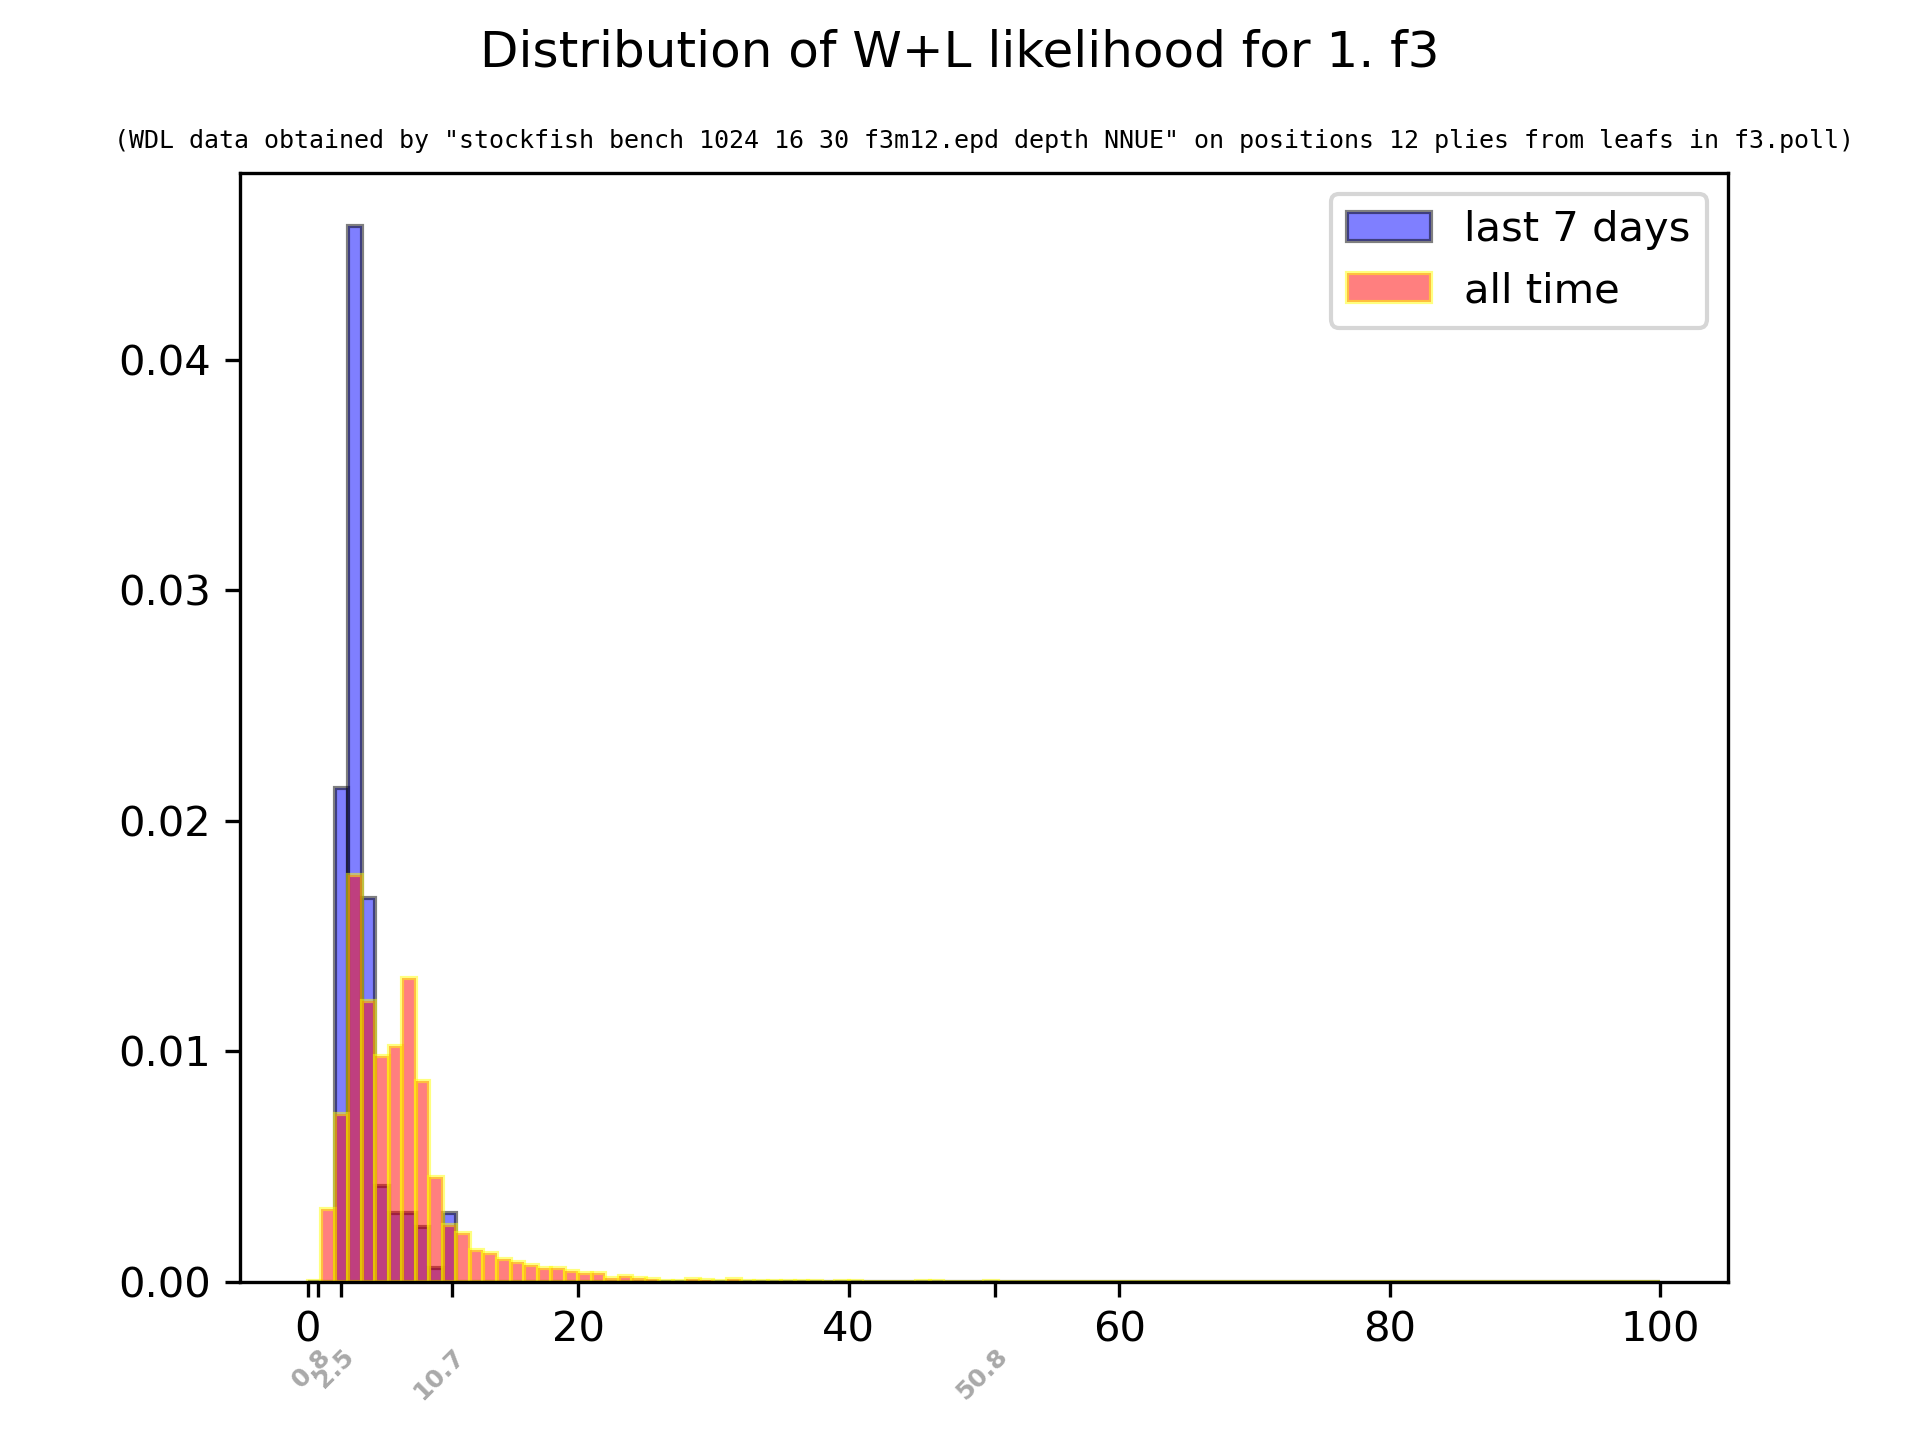 Distribution of W+L likelihood for 1. f3
(WDL data obtained by "stockfish bench 1024 16 30 f3m12.epd depth NNUE" on positions 12 plies from leafs in f3.poll)
last 7 days
all time
0.04
0.03
0.02
0.01
0.00
0 20 40 60 80 100
0.8 2.5 10.7 50.8